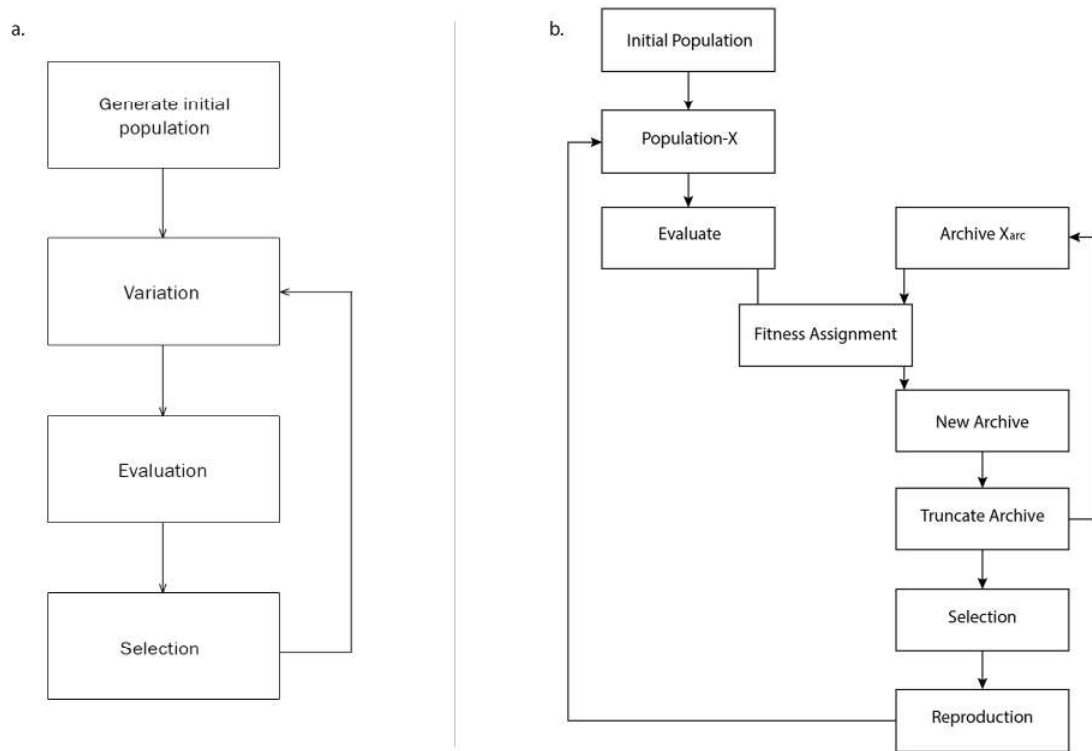 a.
Generate initial
population
Variation
Evaluation
Selection
b.
Initial Population
Population-X
Evaluate
Archive Xarc
Fitness Assignment
New Archive
Truncate Archive
Selection
Reproduction